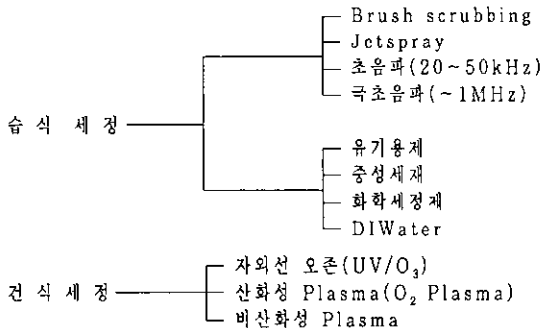 Brush scrubbing
Jetspray
초음파(20~50kHz)
극초음파(~1MHz)
습식 세정
유기용제
중성세재
화학세정제
DIWater
자외선 오존(UV/O₃)
건식세정
산화성 Plasma(O₂ Plasma)
비산화성 Plasma